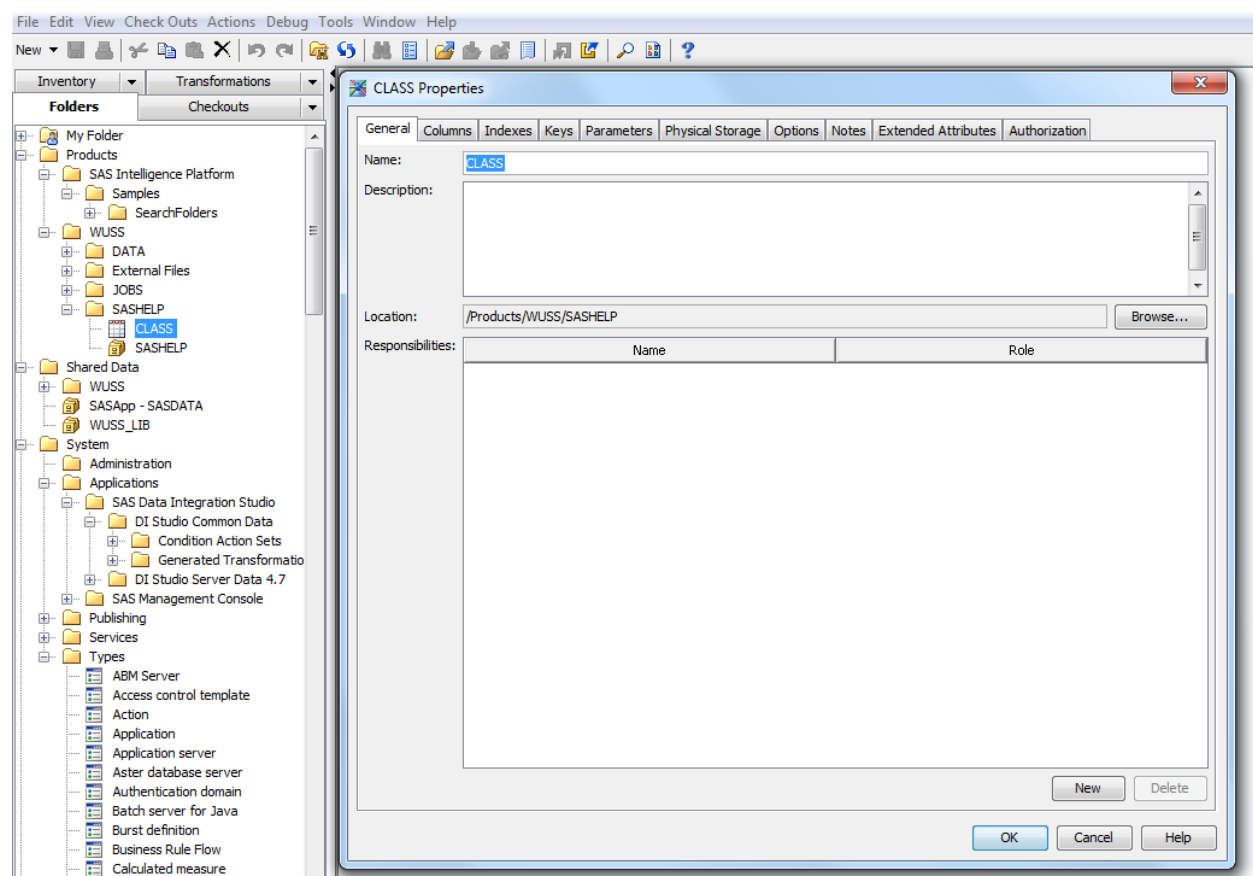 File Edit View Check Outs Actions Debug Tools Window Help
New
Inventory Transformations
Folders Checkouts
My Folder
Products
SAS Intelligence Platform
Samples
SearchFolders
WUSS
DATA
External Files
JOBS
SASHELP
CLASS
SASHELP
Shared Data
WUSS
SASApp - SASDATA
WUSS_LIB
System
Administration
Applications
SAS Data Integration Studio
DI Studio Common Data
Condition Action Sets
Generated Transformatio
DI Studio Server Data 4.7
SAS Management Console
Publishing
Services
Types
ABM Server
Access control template
Action
Application
Application server
Aster database server
Authentication domain
Batch server for Java
Burst definition
Business Rule Flow
Calculated measure
CLASS Properties
General Columns Indexes Keys Parameters Physical Storage Options Notes Extended Attributes Authorization
Name: CLASS
Description:
Location: /Products/WUSS/SASHELP Browse...
Responsibilities: Name Role
New Delete
OK Cancel Help